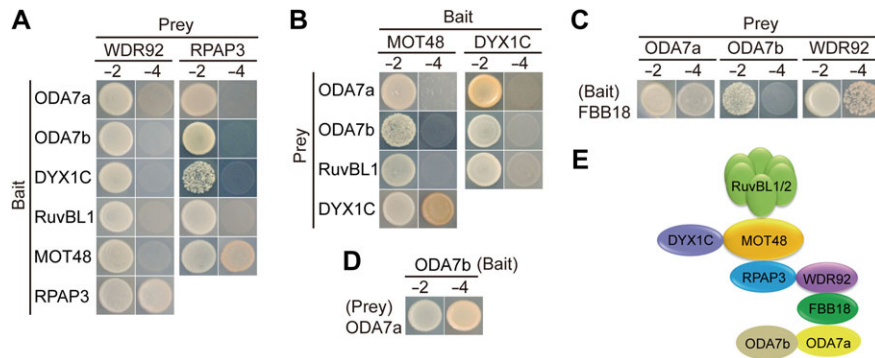 A
Prey
WDR92 RPAP3
–2 –4 –2 –4
Bait
ODA7a
ODA7b
DYX1C
RuvBL1
MOT48
RPAP3
B
Bait
MOT48 DYX1C
–2 –4 –2 –4
Prey
ODA7a
ODA7b
RuvBL1
DYX1C
C
Prey
ODA7a ODA7b WDR92
–2 –4 –2 –4 –2 –4
(Bait)
FBB18
D
ODA7b (Bait)
–2 –4
(Prey)
ODA7a
E
RuvBL1/2
DYX1C MOT48
RPAP3 WDR92
FBB18
ODA7b ODA7a